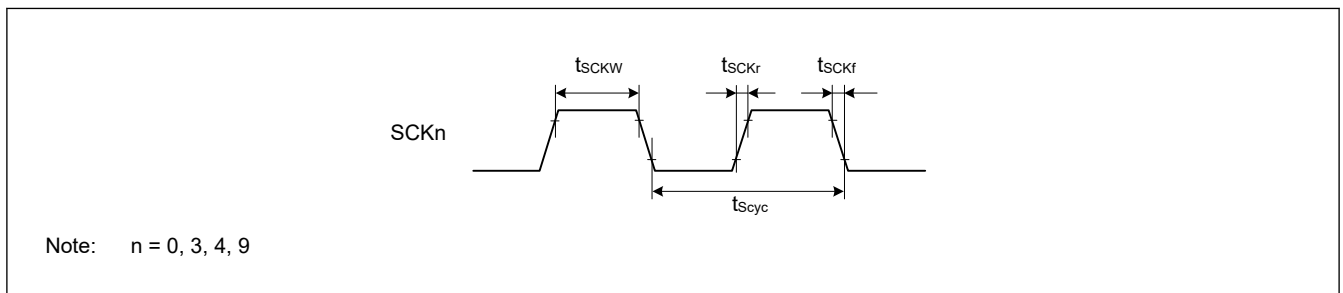 tSCKW tSCKr tSCKf
SCKn
tScyc
Note: n = 0, 3, 4, 9